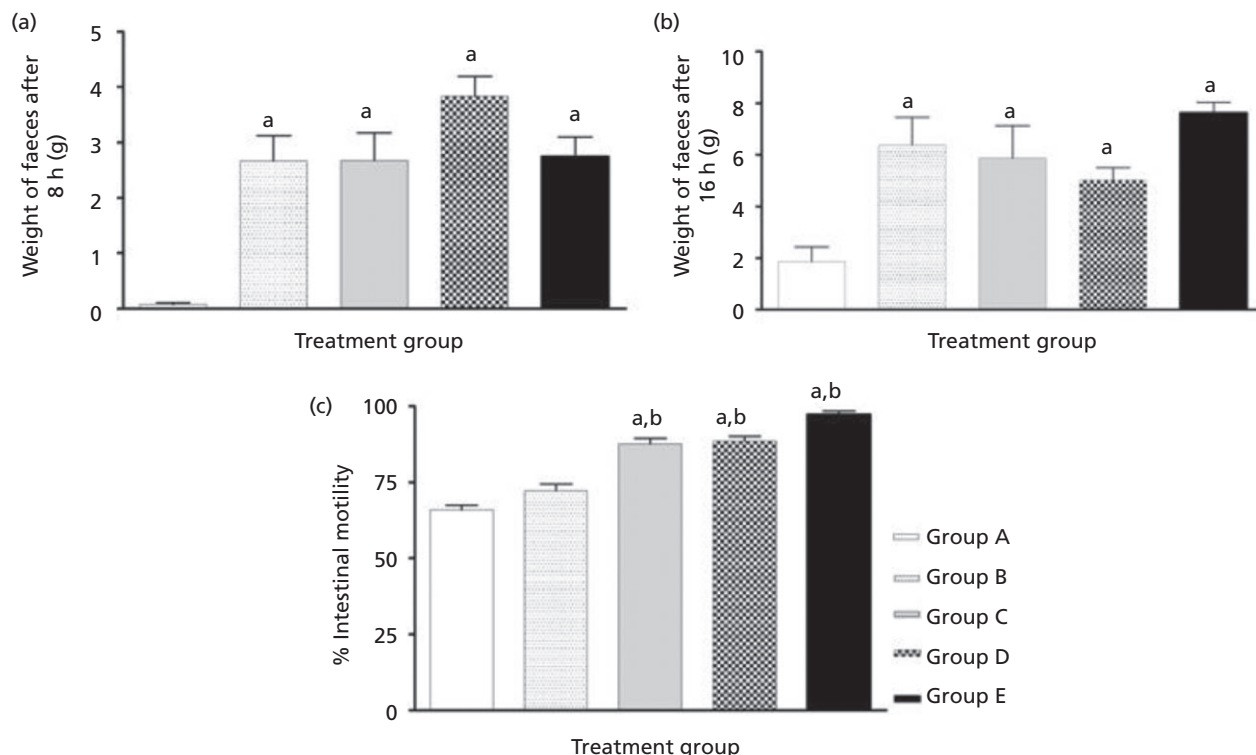 (a)
Weight of faeces after
8 h (g)
5
4
3
2
1
0
a
a
a
a
Treatment group
(b)
Weight of faeces after
16 h (g)
10
8
6
4
2
0
a
a
a
a
Treatment group
(c)
% Intestinal motility
100
75
50
25
0
a,b
a,b
a,b
Treatment group
Group A
Group B
Group C
Group D
Group E